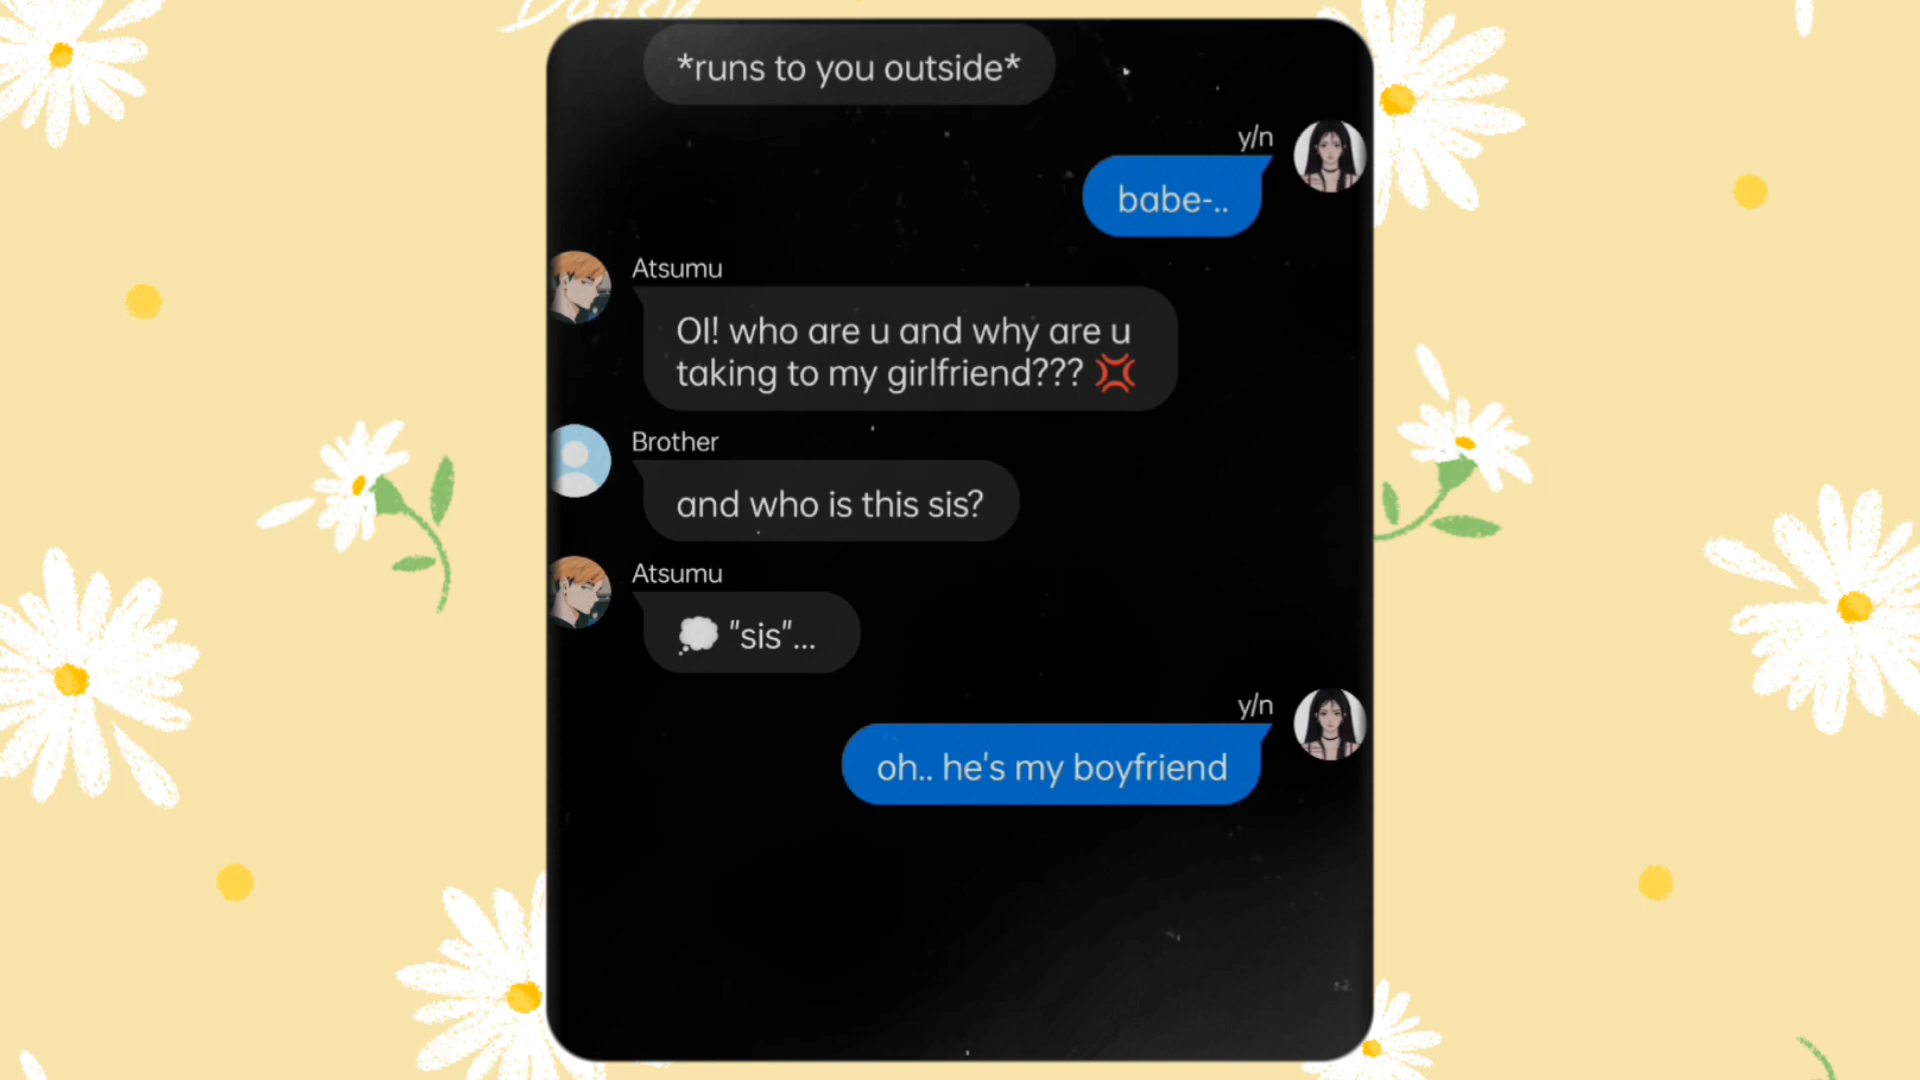 Daisy
*runs to you outside*
y/n
babe-..
Atsumu
OI! who are u and why are u
taking to my girlfriend??? 💢
Brother
and who is this sis?
Atsumu
💭 "sis"...
y/n
oh.. he's my boyfriend